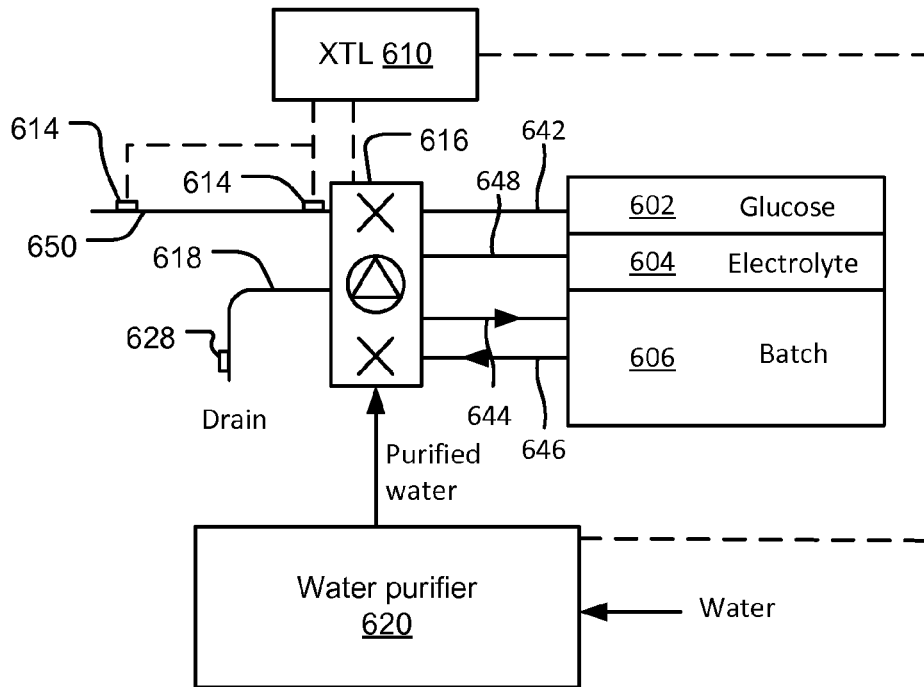 XTL 610
614
616
642
614
648
602 Glucose
650
618
604 Electrolyte
628
606 Batch
Drain
644
646
Purified
water
Water purifier
620
Water